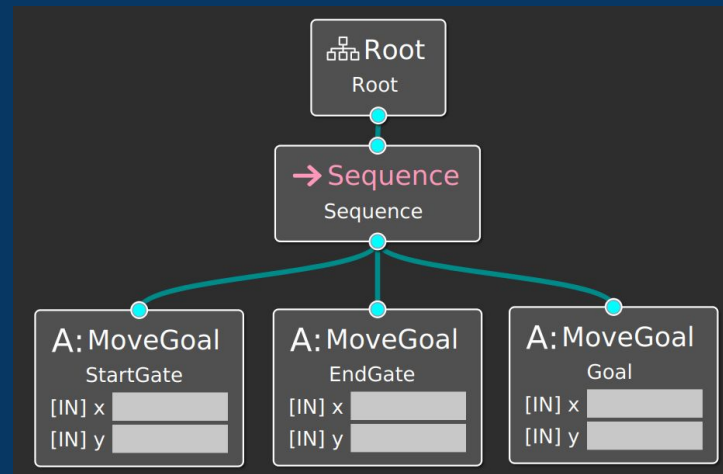 Root
Root
Sequence
Sequence
A: MoveGoal
StartGate
[IN] x
[IN] y
A: MoveGoal
EndGate
[IN] x
[IN] y
A: MoveGoal
Goal
[IN] x
[IN] y